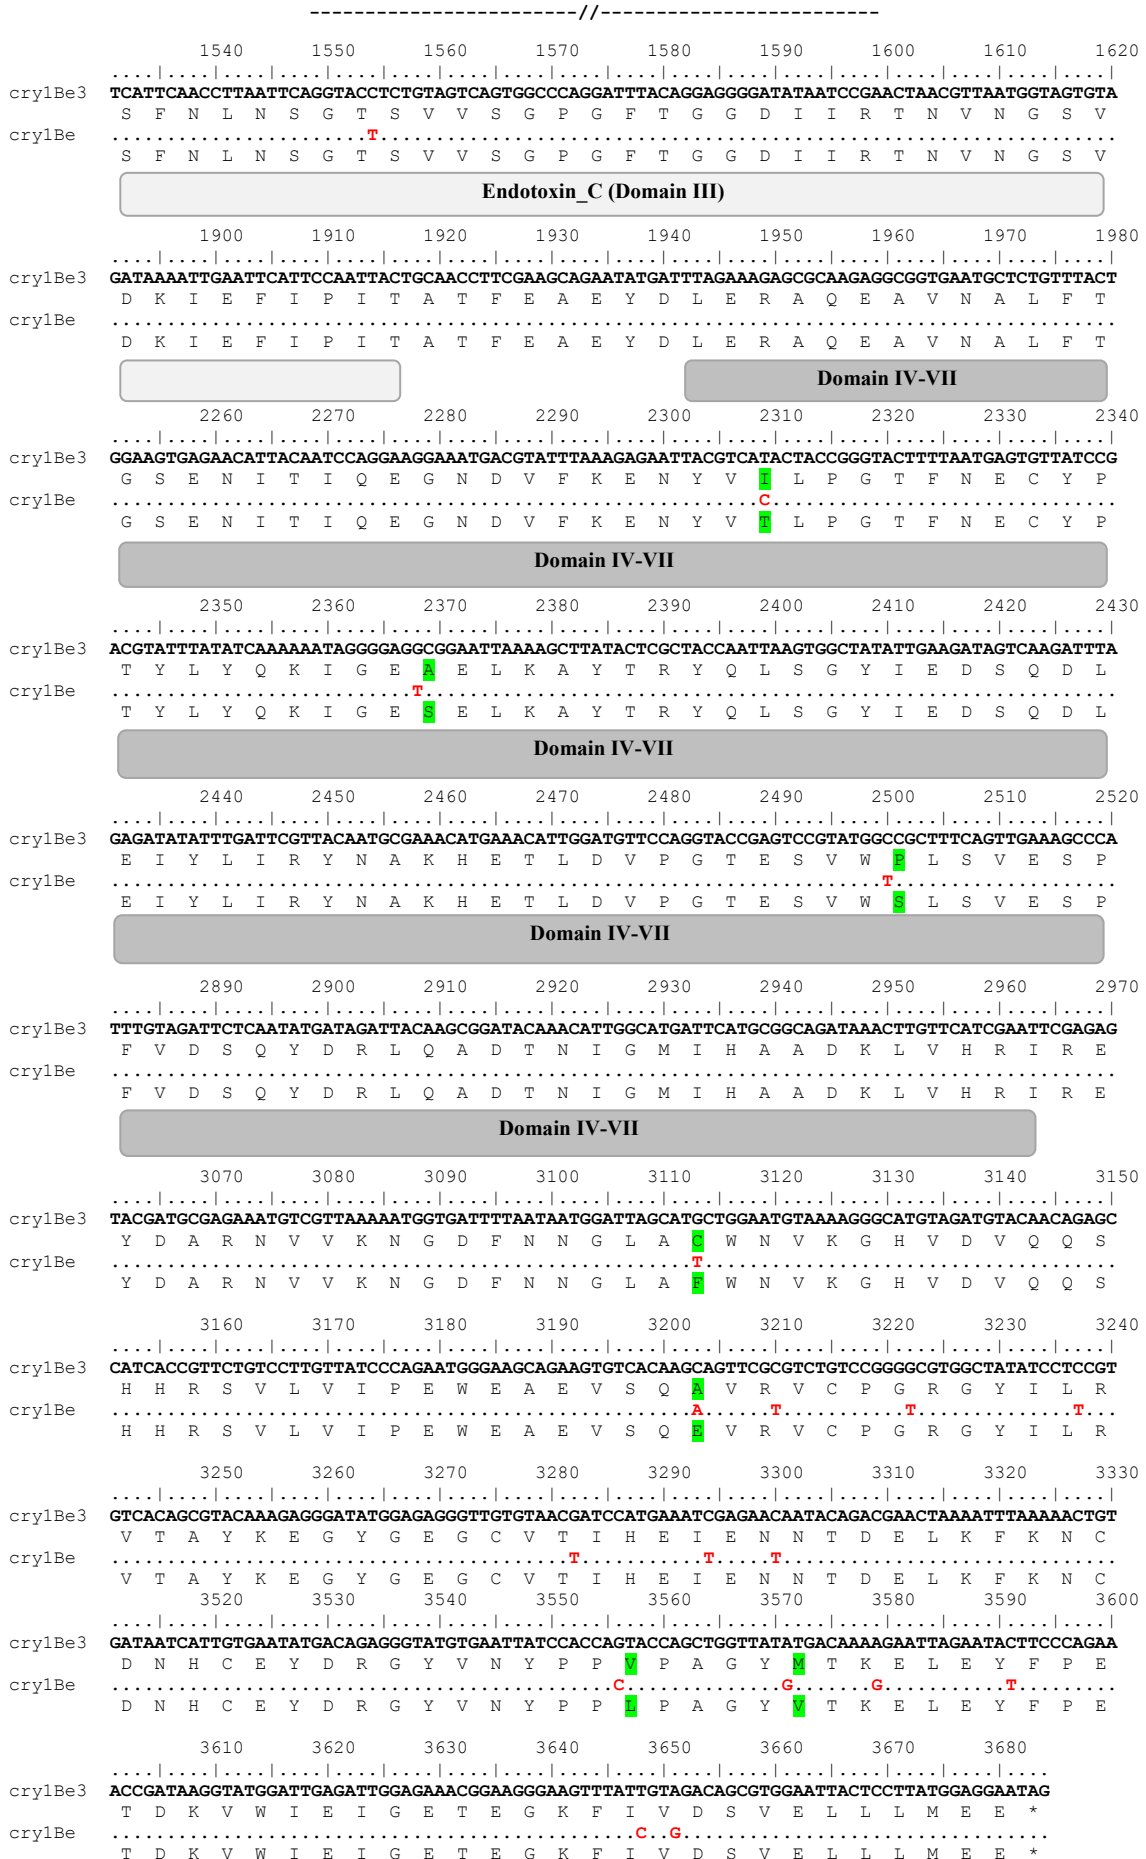 ------------------------//-------------------------
1540 1550 1560 1570 1580 1590 1600 1610 1620
....|....|....|....|....|....|....|....|....|....|....|....|....|....|....|....|....|....|
cry1Be3 TCATTCAACCTTAATTCAGGTACCTCTGTAGTCAGTGGCCCAGGATTTACAGGAGGGGATATAATCCGAACTAACGTTAATGGTAGTGTA
S F N L N S G T S V V S G P G F T G G D I I R T N V N G S V
cry1Be .......................T..................................................................
S F N L N S G T S V V S G P G F T G G D I I R T N V N G S V
Endotoxin_C (Domain III)
1900 1910 1920 1930 1940 1950 1960 1970 1980
....|....|....|....|....|....|....|....|....|....|....|....|....|....|....|....|....|....|
cry1Be3 GATAAAATTGAATTCATTCCAATTACTGCAACCTTCGAAGCAGAATATGATTTAGAAAGAGCGCAAGAGGCGGTGAATGCTCTGTTTACT
D K I E F I P I T A T F E A E Y D L E R A Q E A V N A L F T
cry1Be ..........................................................................................
D K I E F I P I T A T F E A E Y D L E R A Q E A V N A L F T
Domain IV-VII
2260 2270 2280 2290 2300 2310 2320 2330 2340
....|....|....|....|....|....|....|....|....|....|....|....|....|....|....|....|....|....|
cry1Be3 GGAAGTGAGAACATTACAATCCAGGAAGGAAATGACGTATTTAAAGAGAATTACGTCATACTACCGGGTACTTTTAATGAGTGTTATCCG
G S E N I T I Q E G N D V F K E N Y V I L P G T F N E C Y P
cry1Be ..........................................................C...............................
G S E N I T I Q E G N D V F K E N Y V T L P G T F N E C Y P
Domain IV-VII
2350 2360 2370 2380 2390 2400 2410 2420 2430
....|....|....|....|....|....|....|....|....|....|....|....|....|....|....|....|....|....|
cry1Be3 ACGTATTTATATCAAAAAATAGGGGAGGCGGAATTAAAAGCTTATACTCGCTACCAATTAAGTGGCTATATTGAAGATAGTCAAGATTTA
T Y L Y Q K I G E A E L K A Y T R Y Q L S G Y I E D S Q D L
cry1Be ...........................T..............................................................
T Y L Y Q K I G E S E L K A Y T R Y Q L S G Y I E D S Q D L
Domain IV-VII
2440 2450 2460 2470 2480 2490 2500 2510 2520
....|....|....|....|....|....|....|....|....|....|....|....|....|....|....|....|....|....|
cry1Be3 GAGATATATTTGATTCGTTACAATGCGAAACATGAAACATTGGATGTTCCAGGTACCGAGTCCGTATGGCCGCTTTCAGTTGAAAGCCCA
E I Y L I R Y N A K H E T L D V P G T E S V W P L S V E S P
cry1Be .....................................................................T....................
E I Y L I R Y N A K H E T L D V P G T E S V W S L S V E S P
Domain IV-VII
2890 2900 2910 2920 2930 2940 2950 2960 2970
....|....|....|....|....|....|....|....|....|....|....|....|....|....|....|....|....|....|
cry1Be3 TTTGTAGATTCTCAATATGATAGATTACAAGCGGATACAAACATTGGCATGATTCATGCGGCAGATAAACTTGTTCATCGAATTCGAGAG
F V D S Q Y D R L Q A D T N I G M I H A A D K L V H R I R E
cry1Be ..........................................................................................
F V D S Q Y D R L Q A D T N I G M I H A A D K L V H R I R E
Domain IV-VII
3070 3080 3090 3100 3110 3120 3130 3140 3150
....|....|....|....|....|....|....|....|....|....|....|....|....|....|....|....|....|....|
cry1Be3 TACGATGCGAGAAATGTCGTTAAAAATGGTGATTTTAATAATGGATTAGCATGCTGGAATGTAAAAGGGCATGTAGATGTACAACAGAGC
Y D A R N V V K N G D F N N G L A C W N V K G H V D V Q Q S
cry1Be ....................................................T.....................................
Y D A R N V V K N G D F N N G L A F W N V K G H V D V Q Q S
3160 3170 3180 3190 3200 3210 3220 3230 3240
....|....|....|....|....|....|....|....|....|....|....|....|....|....|....|....|....|....|
cry1Be3 CATCACCGTTCTGTCCTTGTTATCCCAGAATGGGAAGCAGAAGTGTCACAAGCAGTTCGCGTCTGTCCGGGGCGTGGCTATATCCTCCGT
H H R S V L V I P E W E A E V S Q A V R V C P G R G Y I L R
cry1Be ....................................................A......T...........T..............T...
H H R S V L V I P E W E A E V S Q E V R V C P G R G Y I L R
3250 3260 3270 3280 3290 3300 3310 3320 3330
....|....|....|....|....|....|....|....|....|....|....|....|....|....|....|....|....|....|
cry1Be3 GTCACAGCGTACAAAGAGGGATATGGAGAGGGTTGTGTAACGATCCATGAAATCGAGAACAATACAGACGAACTAAAATTTAAAAACTGT
V T A Y K E G Y G E G C V T I H E I E N N T D E L K F K N C
cry1Be .........................................T...........T.....T..............................
V T A Y K E G Y G E G C V T I H E I E N N T D E L K F K N C
3520 3530 3540 3550 3560 3570 3580 3590 3600
....|....|....|....|....|....|....|....|....|....|....|....|....|....|....|....|....|....|
cry1Be3 GATAATCATTGTGAATATGACAGAGGGTATGTGAATTATCCACCAGTACCAGCTGGTTATATGACAAAAGAATTAGAATACTTCCCAGAA
D N H C E Y D R G Y V N Y P P V P A G Y M T K E L E Y F P E
cry1Be .............................................C..............G.......G...........T.........
D N H C E Y D R G Y V N Y P P L P A G Y V T K E L E Y F P E
3610 3620 3630 3640 3650 3660 3670 3680
....|....|....|....|....|....|....|....|....|....|....|....|....|....|....|....|....
cry1Be3 ACCGATAAGGTATGGATTGAGATTGGAGAAACGGAAGGGAAGTTTATTGTAGACAGCGTGGAATTACTCCTTATGGAGGAATAG
T D K V W I E I G E T E G K F I V D S V E L L L M E E *
cry1Be ...............................................C..G.................................
T D K V W I E I G E T E G K F I V D S V E L L L M E E *